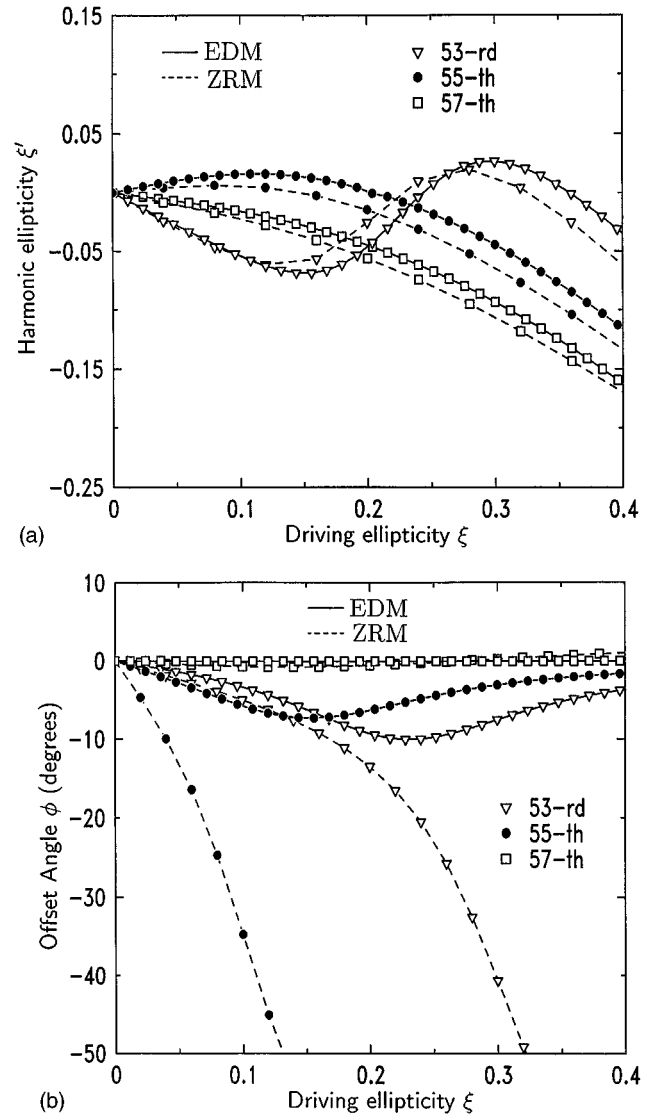 0.15
0.05
-0.05
-0.15
-0.25
Harmonic ellipticity ξ'
EDM
ZRM
53-rd
55-th
57-th
0
0.1
0.2
0.3
0.4
Driving ellipticity ξ
(a)
10
0
-10
-20
-30
-40
-50
Offset Angle ϕ (degrees)
EDM
ZRM
53-rd
55-th
57-th
0
0.1
0.2
0.3
0.4
Driving ellipticity ξ
(b)